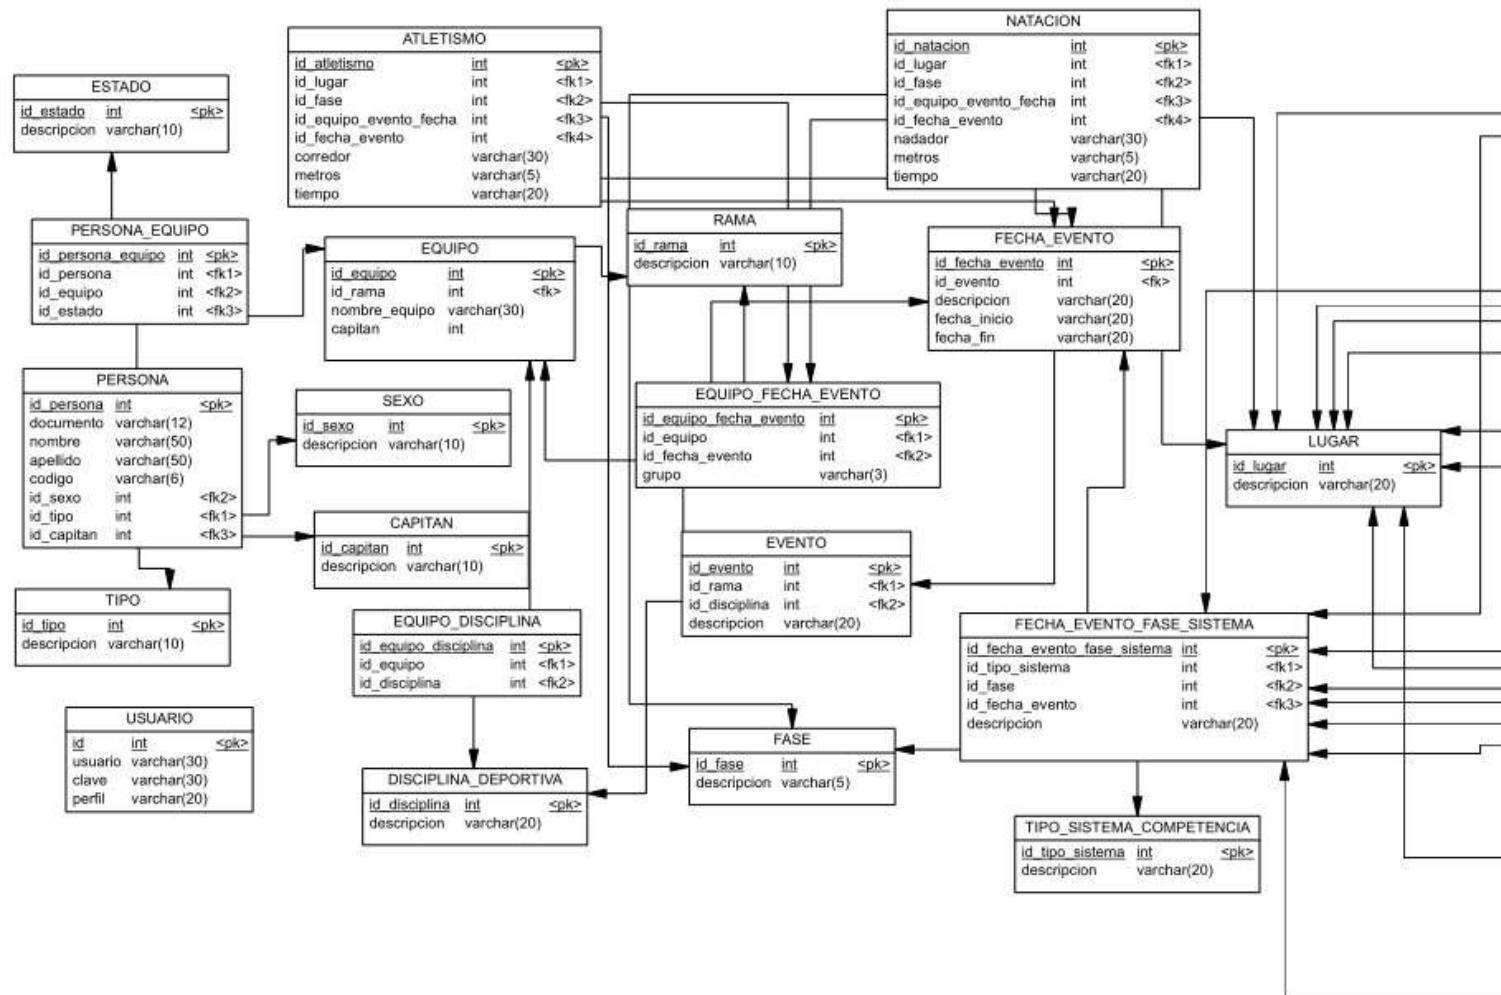 ATLETISMO
id_atletismo int <pk>
id_lugar int <fk1>
id_fase int <fk2>
id_equipo_evento_fecha int <fk3>
id_fecha_evento int <fk4>
corredor varchar(30)
metros varchar(5)
tiempo varchar(20)
NATACION
id_natacion int <pk>
id_lugar int <fk1>
id_fase int <fk2>
id_equipo_evento_fecha int <fk3>
id_fecha_evento int <fk4>
nadador varchar(30)
metros varchar(5)
tiempo varchar(20)
ESTADO
id_estado int <pk>
descripcion varchar(10)
PERSONA_EQUIPO
id_persona_equipo int <pk>
id_persona int <fk1>
id_equipo int <fk2>
id_estado int <fk3>
EQUIPO
id_equipo int <pk>
id_rama int <fk>
nombre_equipo varchar(30)
capitan int
RAMA
id_rama int <pk>
descripcion varchar(10)
FECHA_EVENTO
id_fecha_evento int <pk>
id_evento int <fk>
descripcion varchar(20)
fecha_inicio varchar(20)
fecha_fin varchar(20)
PERSONA
id_persona int <pk>
documento varchar(12)
nombre varchar(50)
apellido varchar(50)
codigo varchar(6)
id_sexo int <fk2>
id_tipo int <fk1>
id_capitan int <fk3>
SEXO
id_sexo int <pk>
descripcion varchar(10)
EQUIPO_FECHA_EVENTO
id_equipo_fecha_evento int <pk>
id_equipo int <fk1>
id_fecha_evento int <fk2>
grupo varchar(3)
LUGAR
id_lugar int <pk>
descripcion varchar(20)
CAPITAN
id_capitan int <pk>
descripcion varchar(10)
EVENTO
id_evento int <pk>
id_rama int <fk1>
id_disciplina int <fk2>
descripcion varchar(20)
TIPO
id_tipo int <pk>
descripcion varchar(10)
EQUIPO_DISCIPLINA
id_equipo_disciplina int <pk>
id_equipo int <fk1>
id_disciplina int <fk2>
FECHA_EVENTO_FASE_SISTEMA
id_fecha_evento_fase_sistema int <pk>
id_tipo_sistema int <fk1>
id_fase int <fk2>
id_fecha_evento int <fk3>
descripcion varchar(20)
USUARIO
id int <pk>
usuario varchar(30)
clave varchar(30)
perfil varchar(20)
FASE
id_fase int <pk>
descripcion varchar(5)
DISCIPLINA_DEPORTIVA
id_disciplina int <pk>
descripcion varchar(20)
TIPO_SISTEMA_COMPETENCIA
id_tipo_sistema int <pk>
descripcion varchar(20)